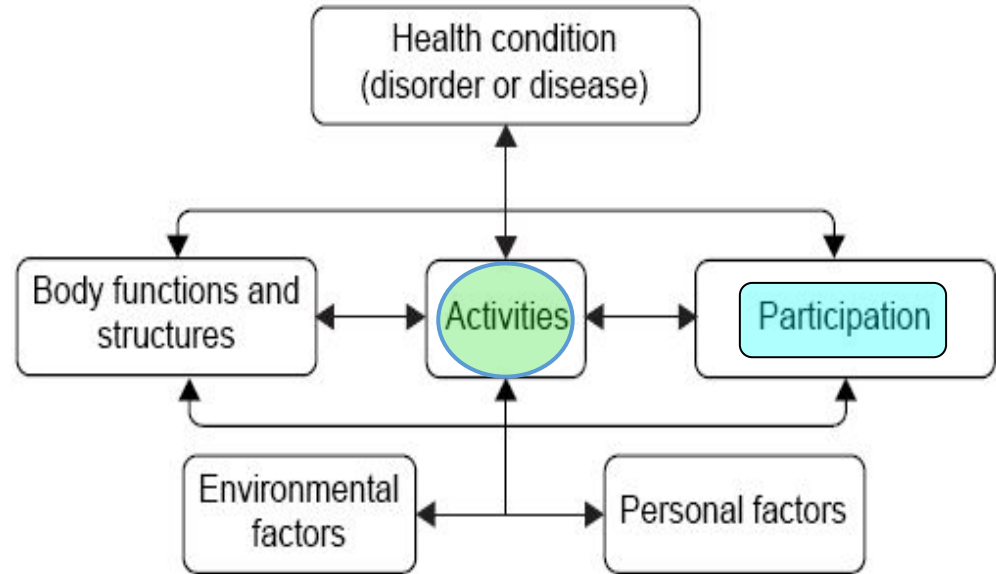 Health condition
(disorder or disease)
Body functions and
structures
Activities
Participation
Environmental
factors
Personal factors